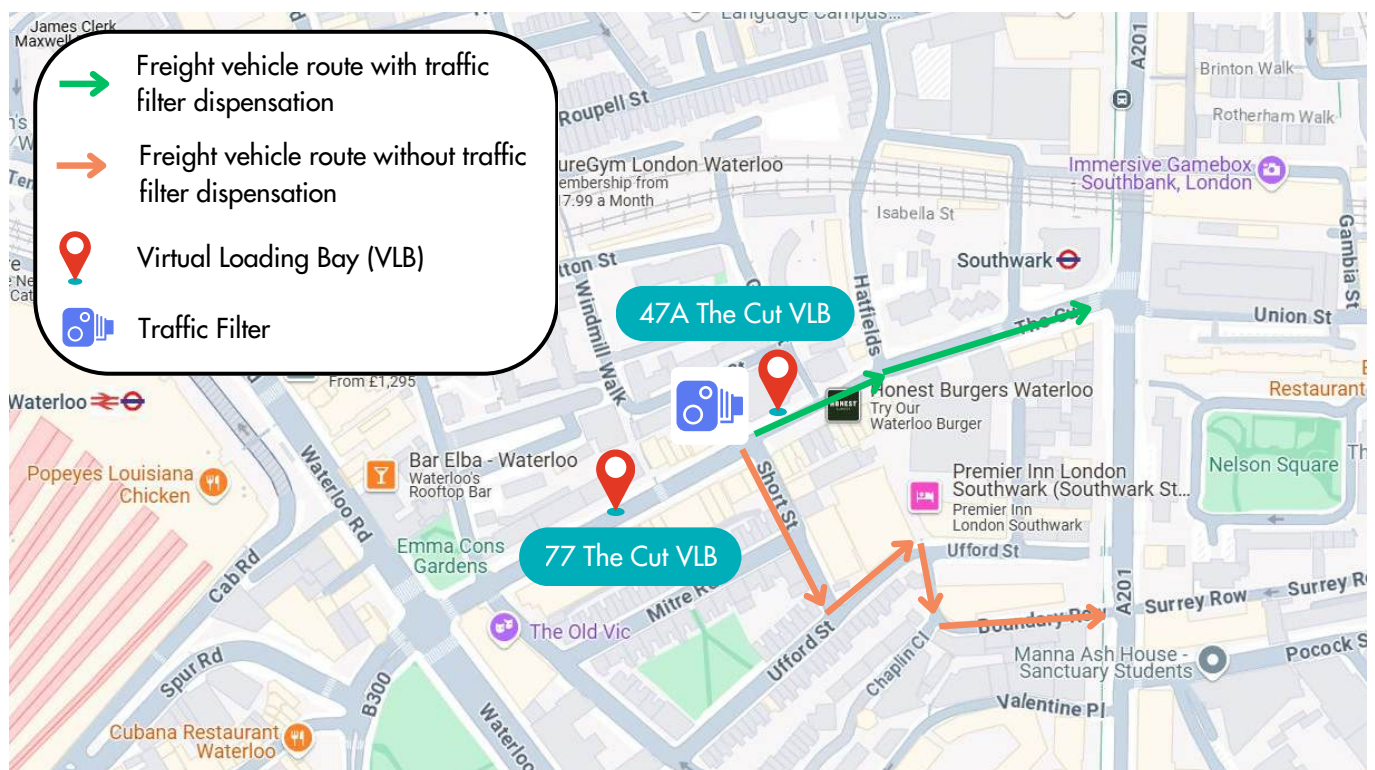 James Clerk
Language Campus...
Freight vehicle route with traffic
filter dispensation
Freight vehicle route without traffic
filter dispensation
Virtual Loading Bay (VLB)
Traffic Filter
A201
Brinton Walk
Rotherham Walk
Roupell St
ureGym London Waterloo
embership from
7.99 a Month
Immersive Gamebox
- Southbank, London
Isabella St
Gambia St
Southwark
tton St
Windmill Walk
Hatfields
47A The Cut VLB
The Cut
Union St
From £1,295
Waterloo
Honest Burgers Waterloo
Try Our
Waterloo Burger
HONEST
Restaurant
Popeyes Louisiana
Chicken
Waterloo Rd
Bar Elba - Waterloo
Waterloo's
Rooftop Bar
Short St
Premier Inn London
Southwark (Southwark St...
Premier Inn
London Southwark
Nelson Square
Emma Cons
Gardens
77 The Cut VLB
Ufford St
Cab Rd
Mitre R
The Old Vic
Ufford St
Chaplin Cl
Boundary Row
A201
Surrey Row
Surrey R
Spur Rd
B300
Manna Ash House -
Sanctuary Students
Pocock S
Valentine Pl
Cubana Restaurant
Waterloo
Waterloo